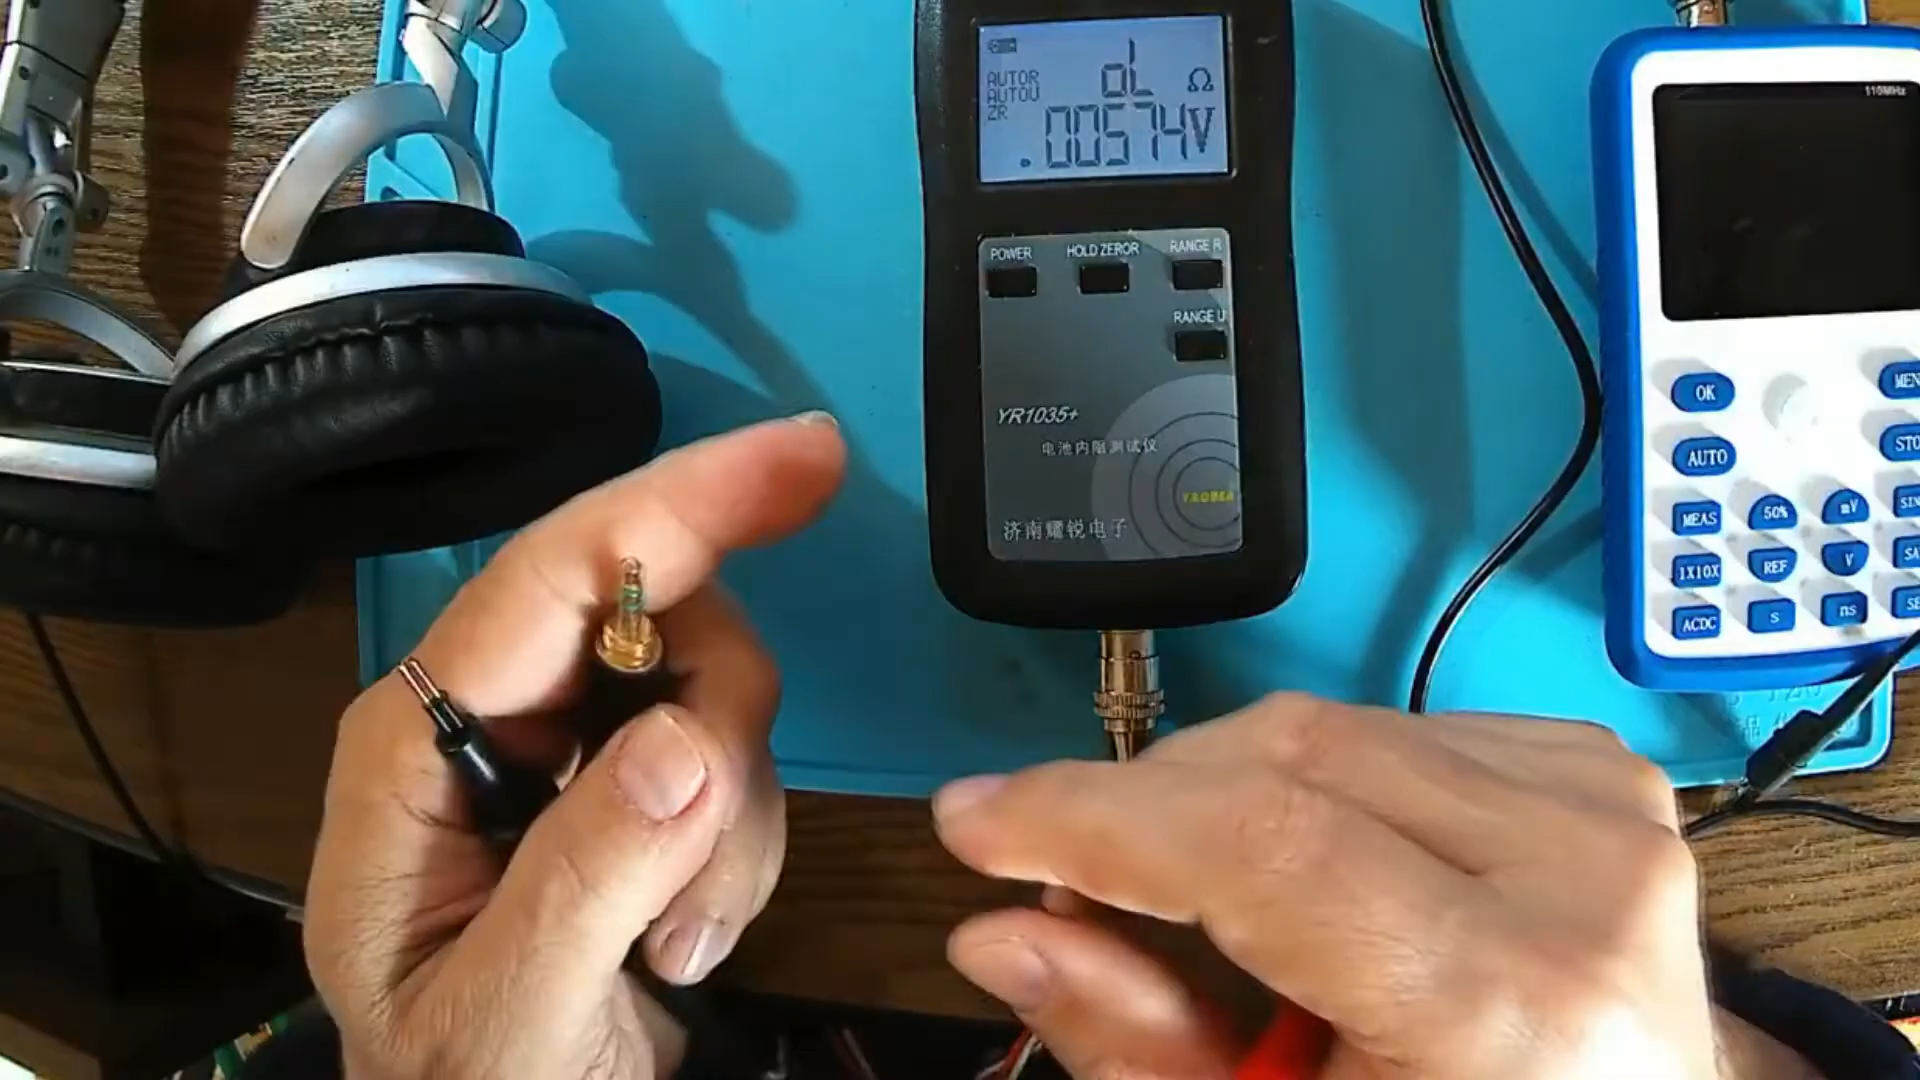 AUTOR
AUTOU
ZR
oL Ω
.00574V
POWER
HOLD ZEROR
RANGE R
RANGE U
YR1035+
电池内阻测试仪
济南耀锐电子
110MHz
OK
AUTO
MEAS
50%
mV
1X10X
REF
V
ACDC
S
ns